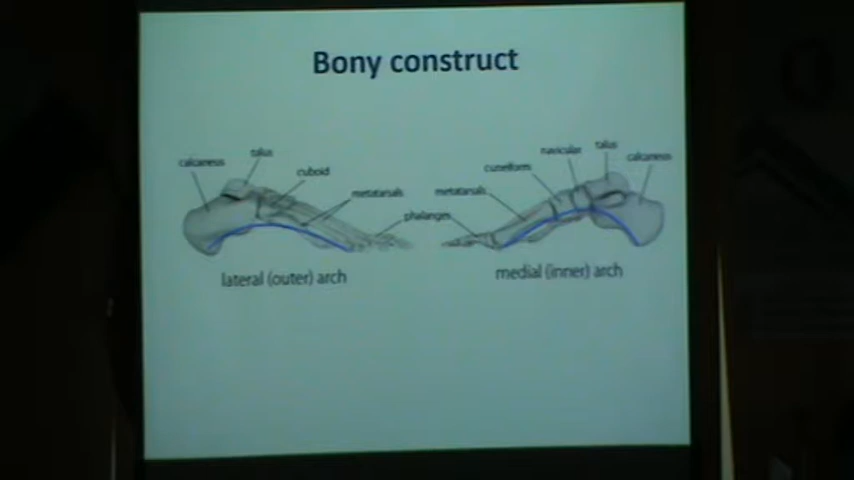 Bony construct
talus
calcaneus
cuboid
metatarsals
phalanges
lateral (outer) arch
navicular
talus
calcaneus
cuneiform
metatarsals
medial (inner) arch